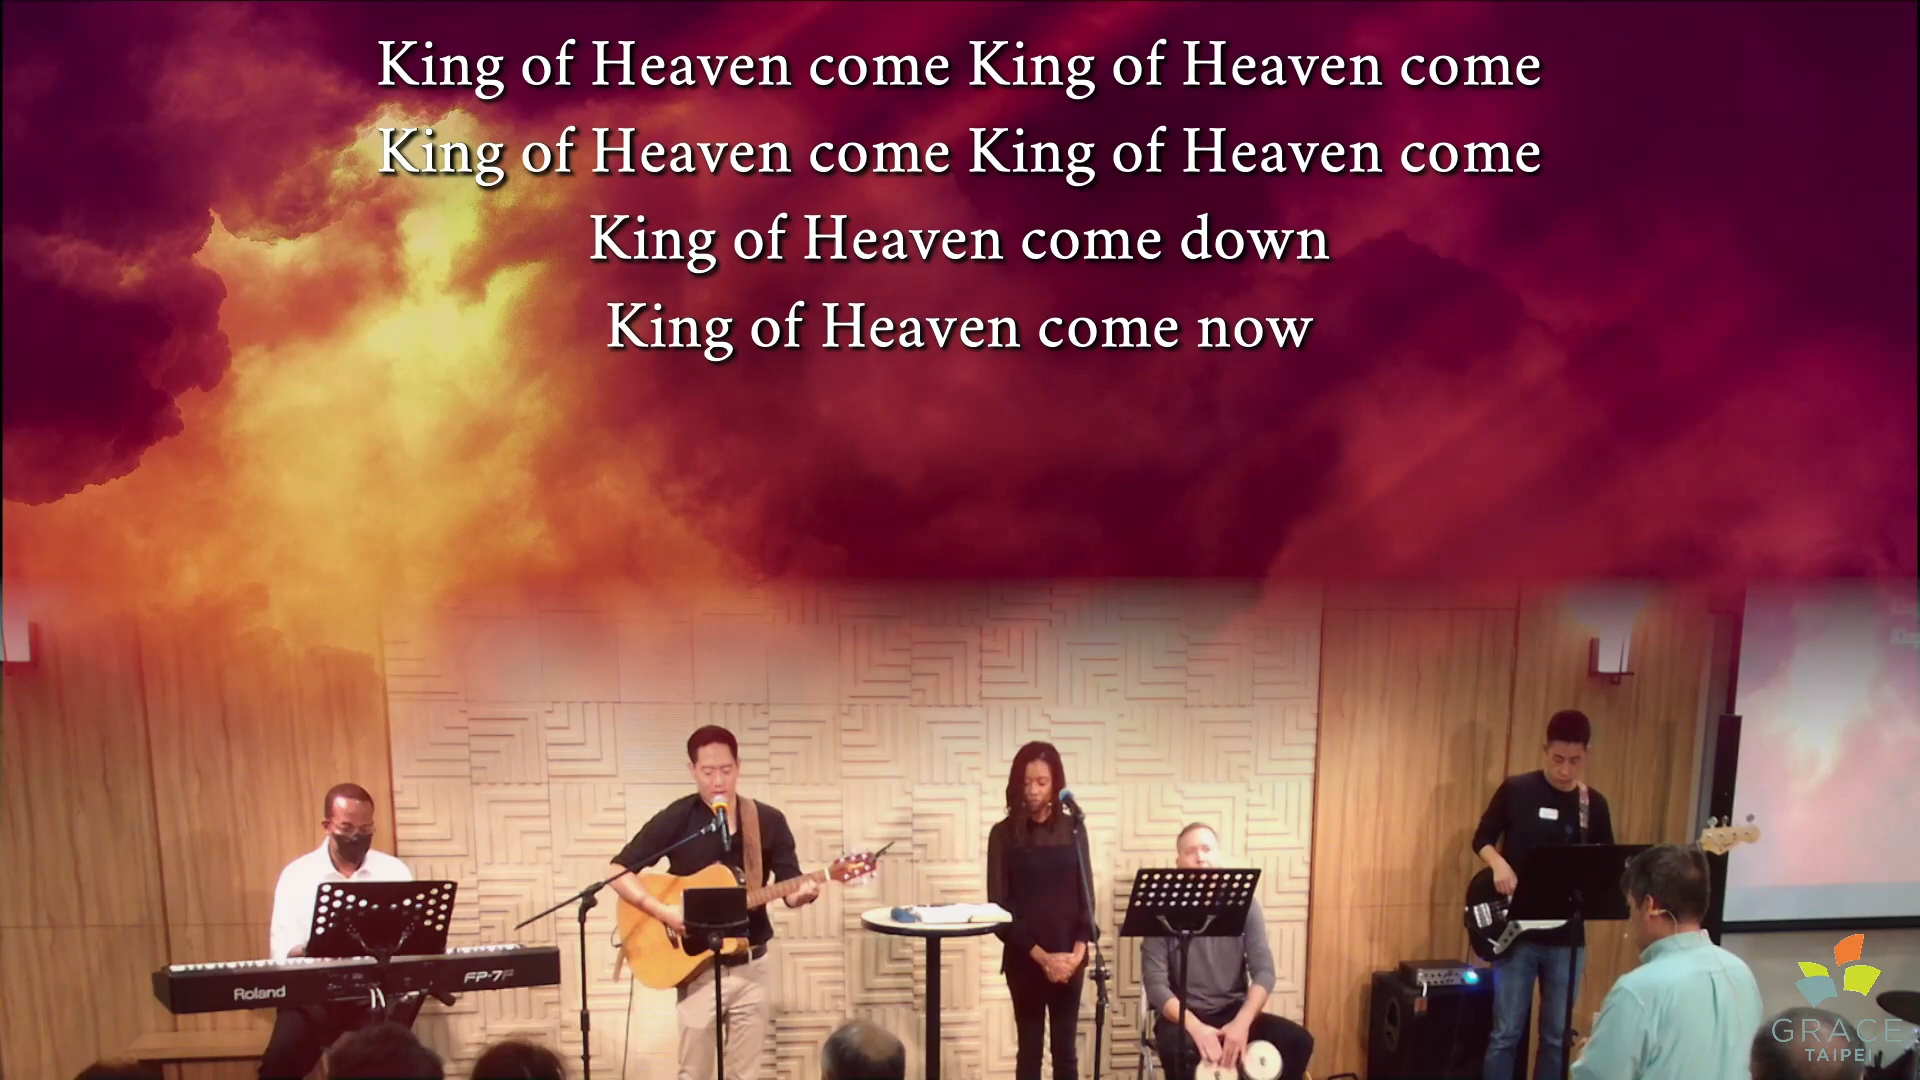 King of Heaven come King of Heaven come
King of Heaven come King of Heaven come
King of Heaven come down
King of Heaven come now
Roland
FP-7F
GRACE
TAIPEI